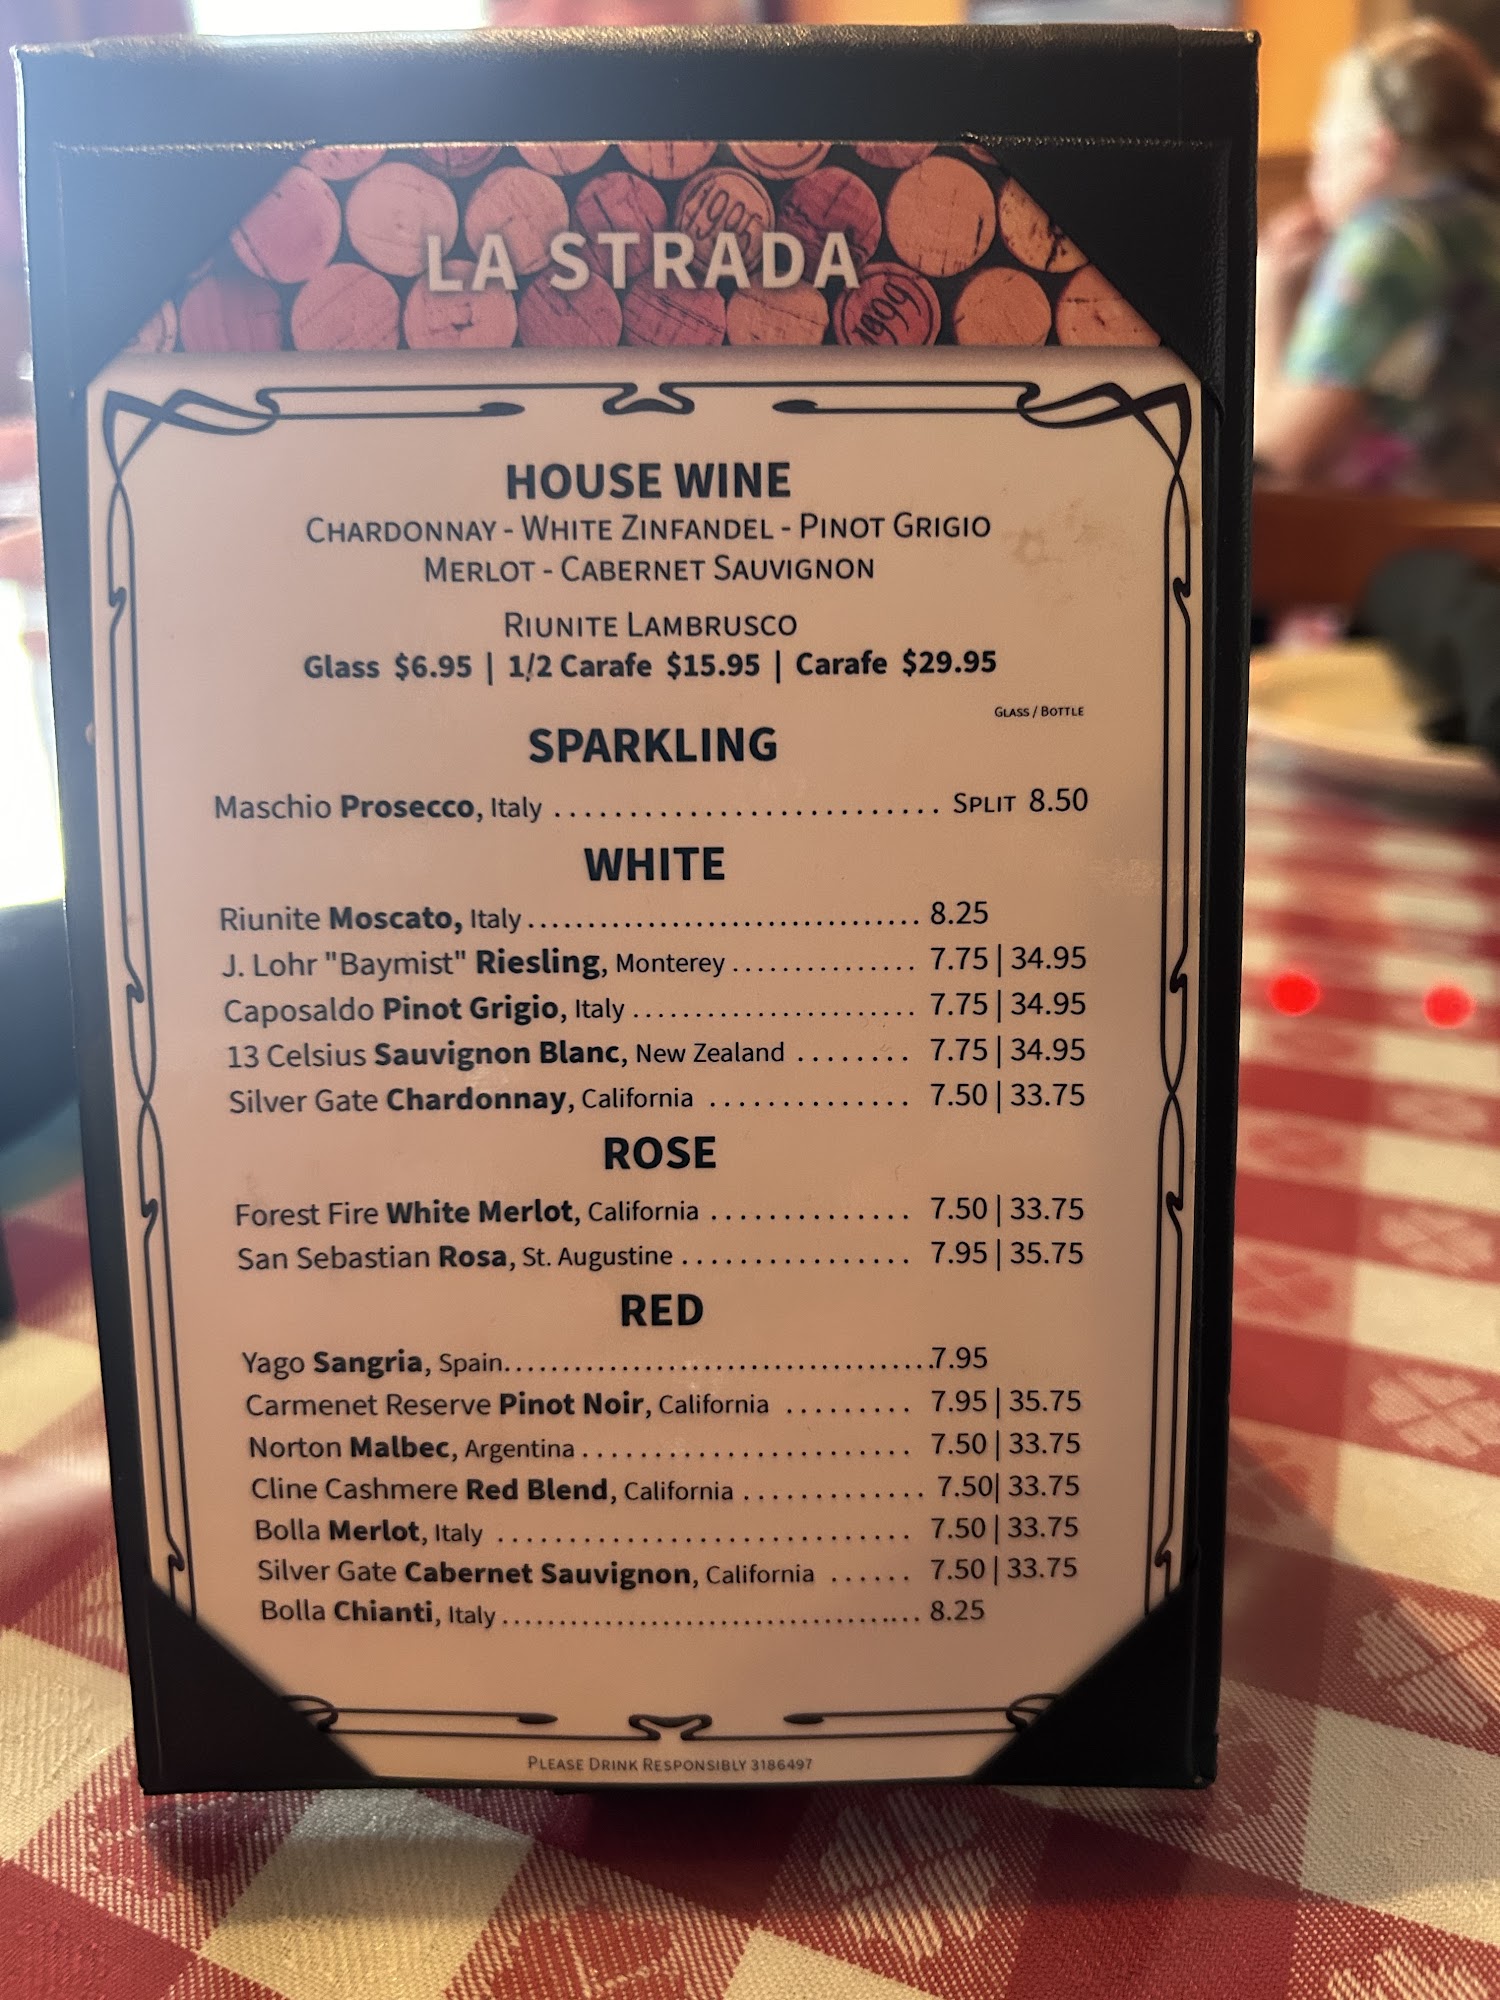 1995
LA STRADA
1999
HOUSE WINE
CHARDONNAY - WHITE ZINFANDEL - PINOT GRIGIO
MERLOT - CABERNET SAUVIGNON
RIUNITE LAMBRUSCO
Glass $6.95 | 1/2 Carafe $15.95 | Carafe $29.95
GLASS / BOTTLE
SPARKLING
Maschio Prosecco, Italy .......................... SPLIT 8.50
WHITE
Riunite Moscato, Italy .................................. 8.25
J. Lohr "Baymist" Riesling, Monterey ............. 7.75 | 34.95
Caposaldo Pinot Grigio, Italy ................... 7.75 | 34.95
13 Celsius Sauvignon Blanc, New Zealand ........ 7.75 | 34.95
Silver Gate Chardonnay, California .............. 7.50 | 33.75
ROSE
Forest Fire White Merlot, California .............. 7.50 | 33.75
San Sebastian Rosa, St. Augustine ................ 7.95 | 35.75
RED
Yago Sangria, Spain.....................................7.95
Carmenet Reserve Pinot Noir, California ......... 7.95 | 35.75
Norton Malbec, Argentina ....................... 7.50 | 33.75
Cline Cashmere Red Blend, California ............. 7.50| 33.75
Bolla Merlot, Italy ............................. 7.50 | 33.75
Silver Gate Cabernet Sauvignon, California ...... 7.50 | 33.75
Bolla Chianti, Italy ..................................... 8.25
PLEASE DRINK RESPONSIBLY 3186497